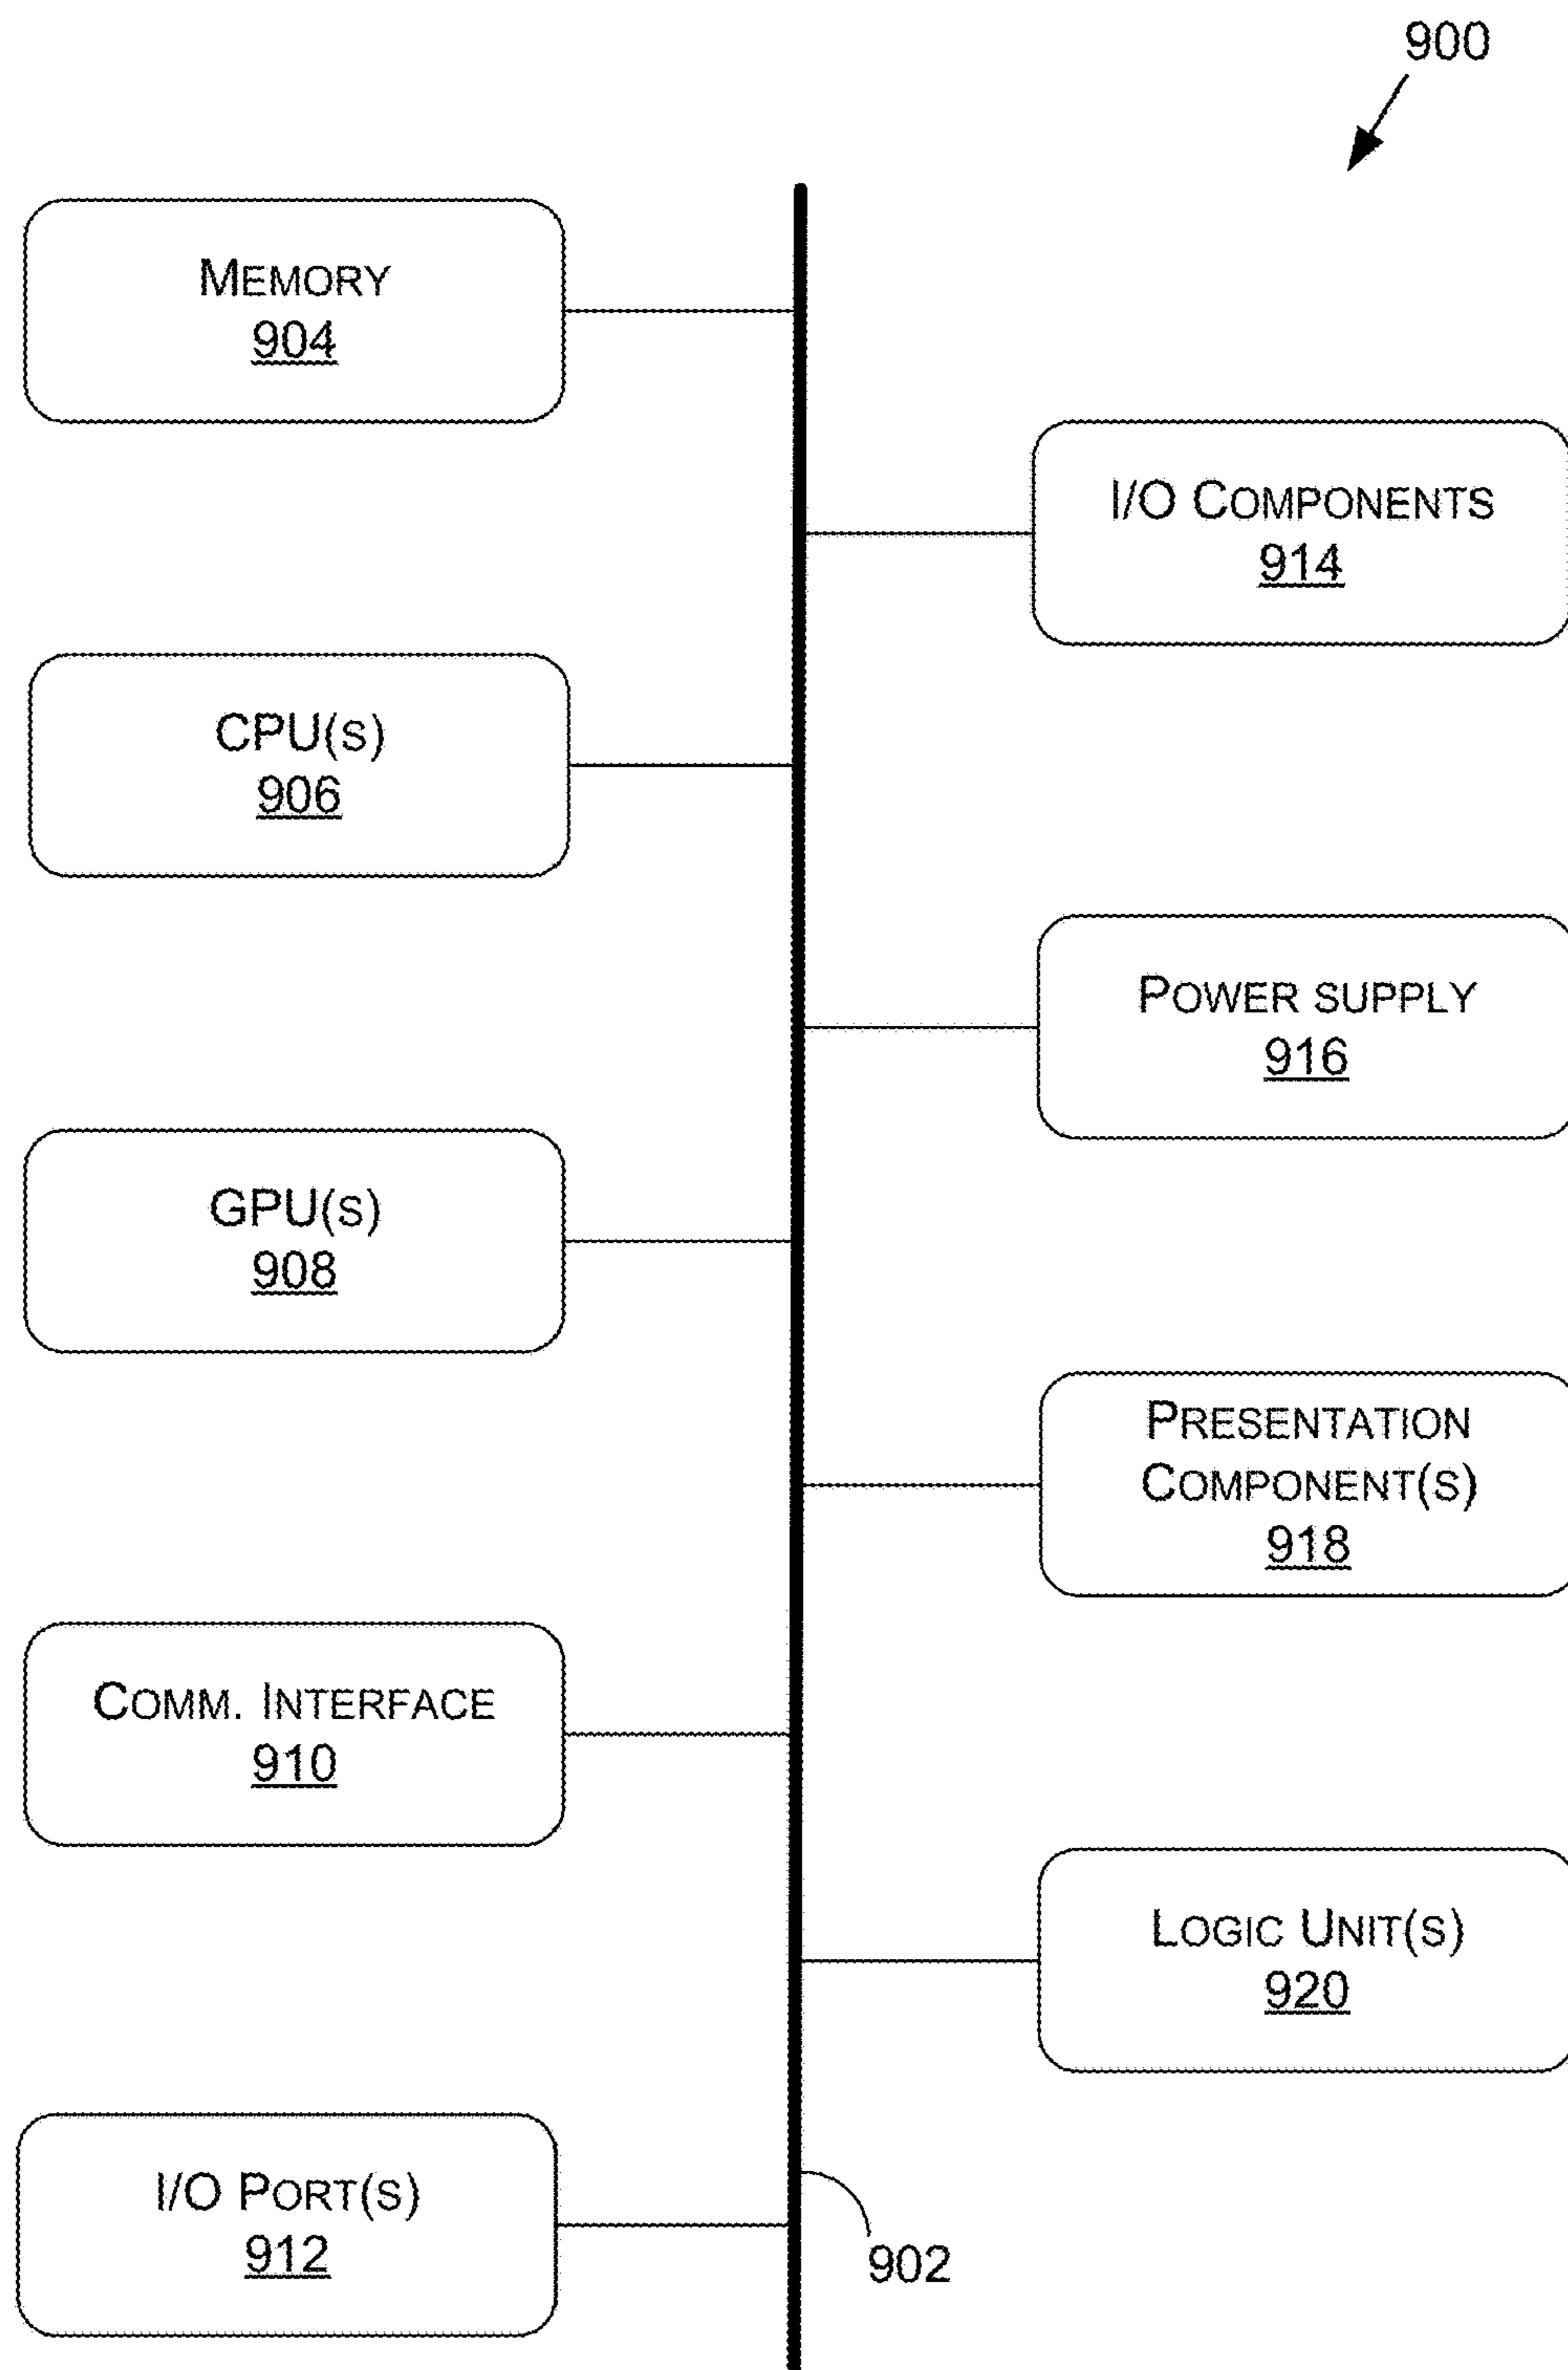 900
MEMORY
904
I/O COMPONENTS
914
CPU(S)
906
POWER SUPPLY
916
GPU(S)
908
PRESENTATION
COMPONENT(S)
918
COMM. INTERFACE
910
LOGIC UNIT(S)
920
I/O PORT(S)
912
902